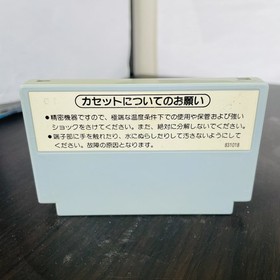 カセットについてのお願い
●精密機器ですので、極端な温度条件下での使用や保管および強い
ショックをさけてください。また、絶対に分解しないでください。
●端子部に手を触れたり、水にぬらしたりして汚さないようにして
ください。故障の原因となります。
831018